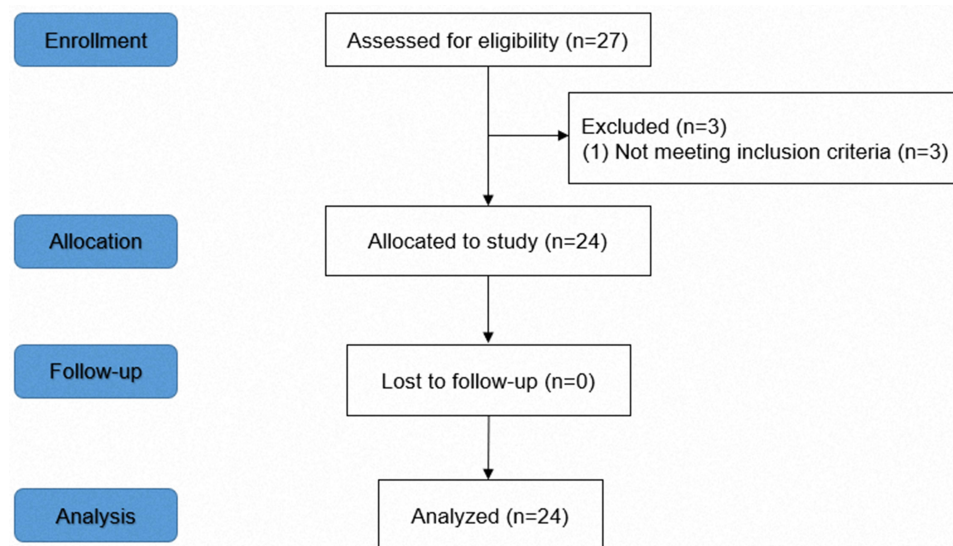 Enrollment
Assessed for eligibility (n=27)
Excluded (n=3)
(1) Not meeting inclusion criteria (n=3)
Allocation
Allocated to study (n=24)
Follow-up
Lost to follow-up (n=0)
Analysis
Analyzed (n=24)